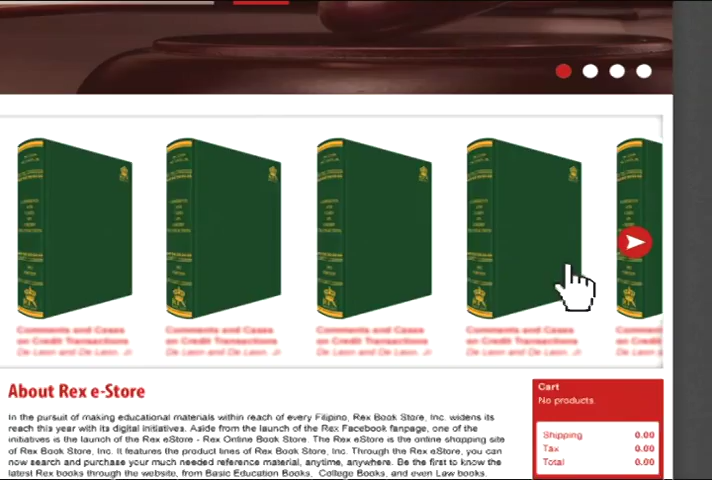 Comments and Cases
on Credit Transactions
De Leon and De Leon, Jr
Comments and Cases
on Credit Transactions
De Leon and De Leon, Jr
Comments and Cases
on Credit Transactions
De Leon and De Leon, Jr
Comments and Cases
on Credit Transactions
De Leon and De Leon, Jr
Comments
on Credit
De Leon
About Rex e-Store
In the pursuit of making educational materials within reach of every Filipino, Rex Book Store, Inc. widens its
reach this year with its digital initiatives. Aside from the launch of the Rex Facebook fanpage, one of the
initiatives is the launch of the Rex eStore - Rex Online Book Store. The Rex eStore is the online shopping site
of Rex Book Store, Inc. It features the product lines of Rex Book Store, Inc. Through the Rex eStore, you can
now search and purchase your much needed reference material, anytime, anywhere. Be the first to know the
latest Rex books through the website, from Basic Education Books, College Books, and even Law books.
Cart
No products.
Shipping 0.00
Tax 0.00
Total 0.00